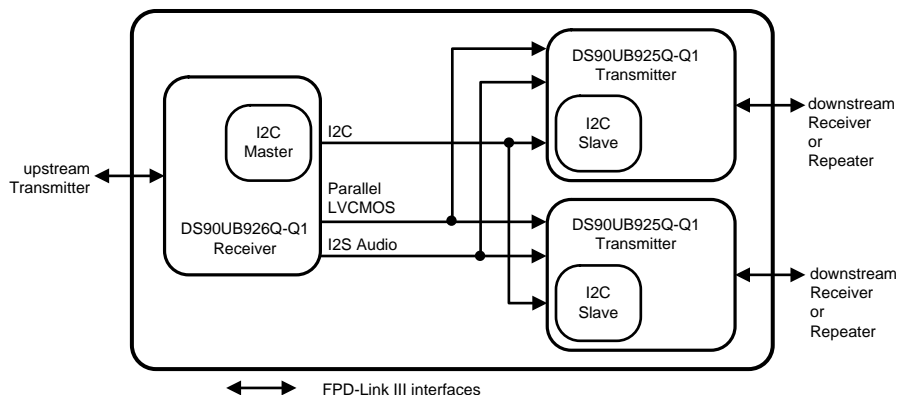 upstream
Transmitter
I2C
Master
DS90UB926Q-Q1
Receiver
I2C
Parallel
LVCMOS
I2S Audio
DS90UB925Q-Q1
Transmitter
I2C
Slave
downstream
Receiver
or
Repeater
DS90UB925Q-Q1
Transmitter
I2C
Slave
downstream
Receiver
or
Repeater
FPD-Link III interfaces